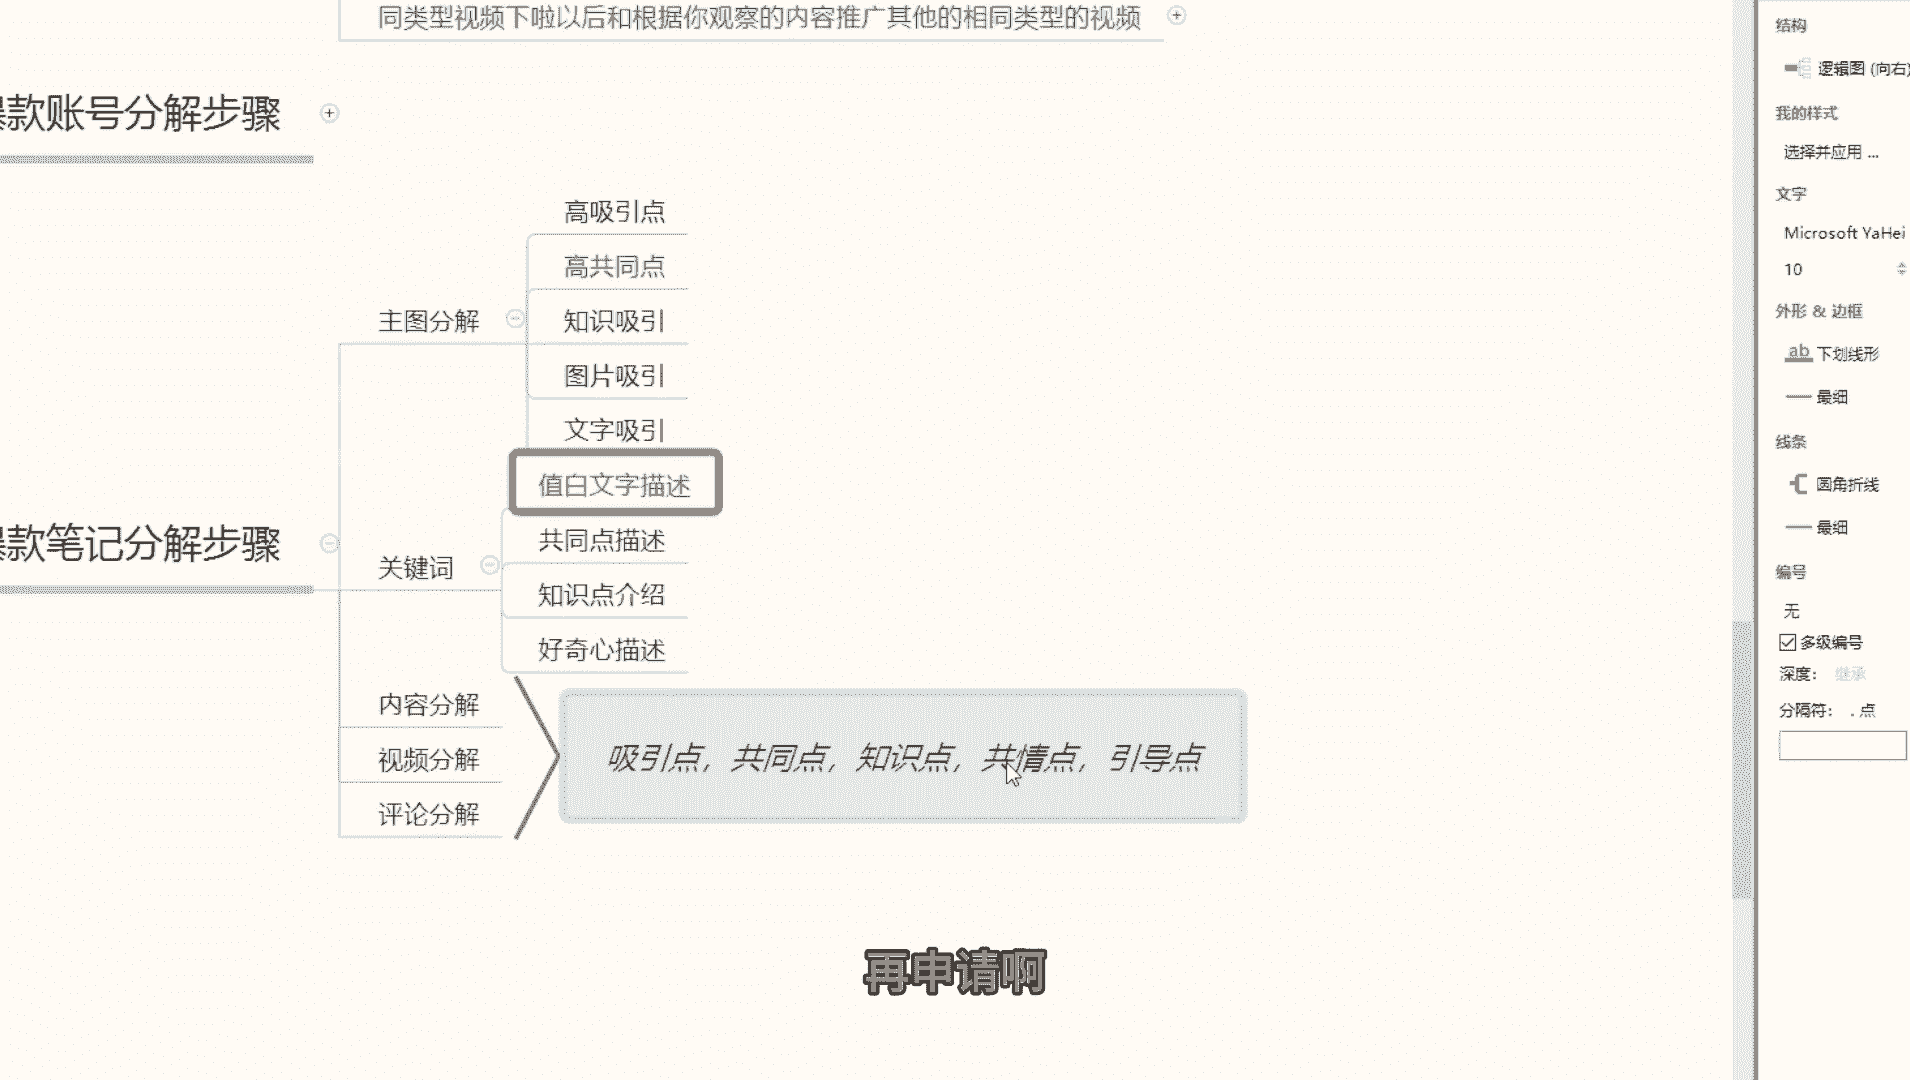 同类型视频下啦以后和根据你观察的内容推广其他的相同类型的视频
款账号分解步骤
高吸引点
高共同点
主图分解
知识吸引
图片吸引
文字吸引
值白文字描述
共同点描述
款笔记分解步骤
关键词
知识点介绍
好奇心描述
内容分解
视频分解
吸引点，共同点，知识点，共情点，引导点
评论分解
再申请啊
结构
逻辑图 (向右)
我的样式
选择并应用 ...
文字
Microsoft YaHei
10
外形 & 边框
ab 下划线形
最细
线条
圆角折线
最细
编号
无
多级编号
深度： 继承
分隔符： . 点